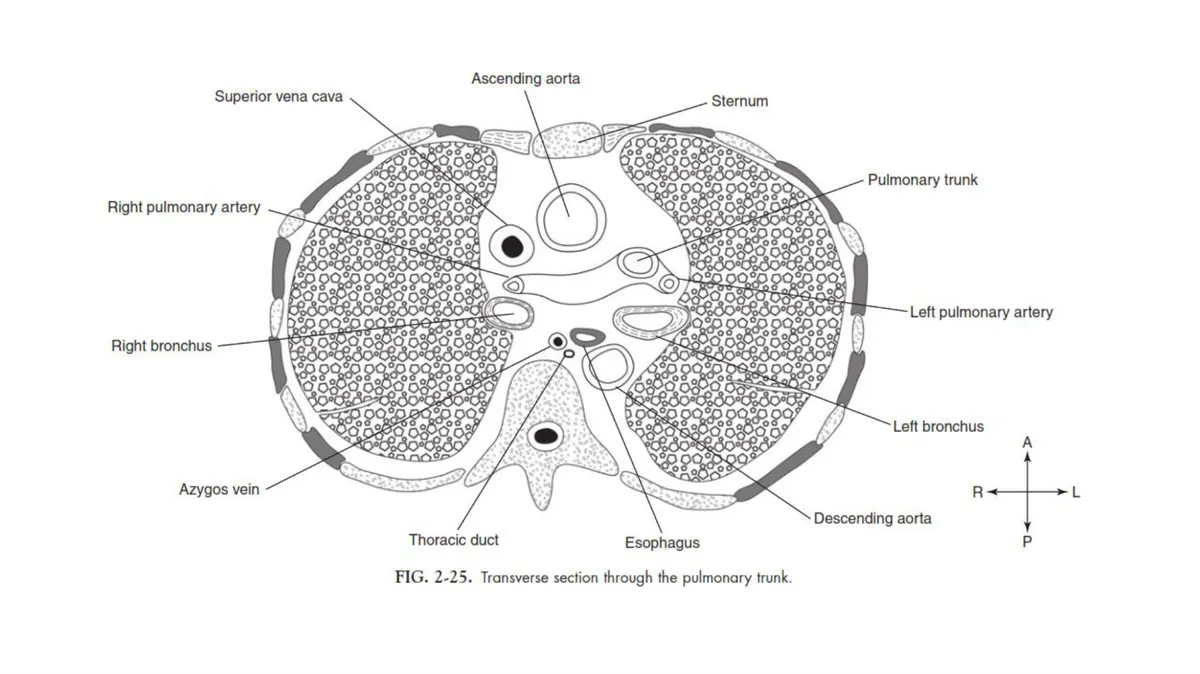 Ascending aorta
Superior vena cava
Sternum
Pulmonary trunk
Right pulmonary artery
Left pulmonary artery
Right bronchus
Left bronchus
A
R
L
P
Azygos vein
Descending aorta
Thoracic duct
Esophagus
FIG. 2-25. Transverse section through the pulmonary trunk.